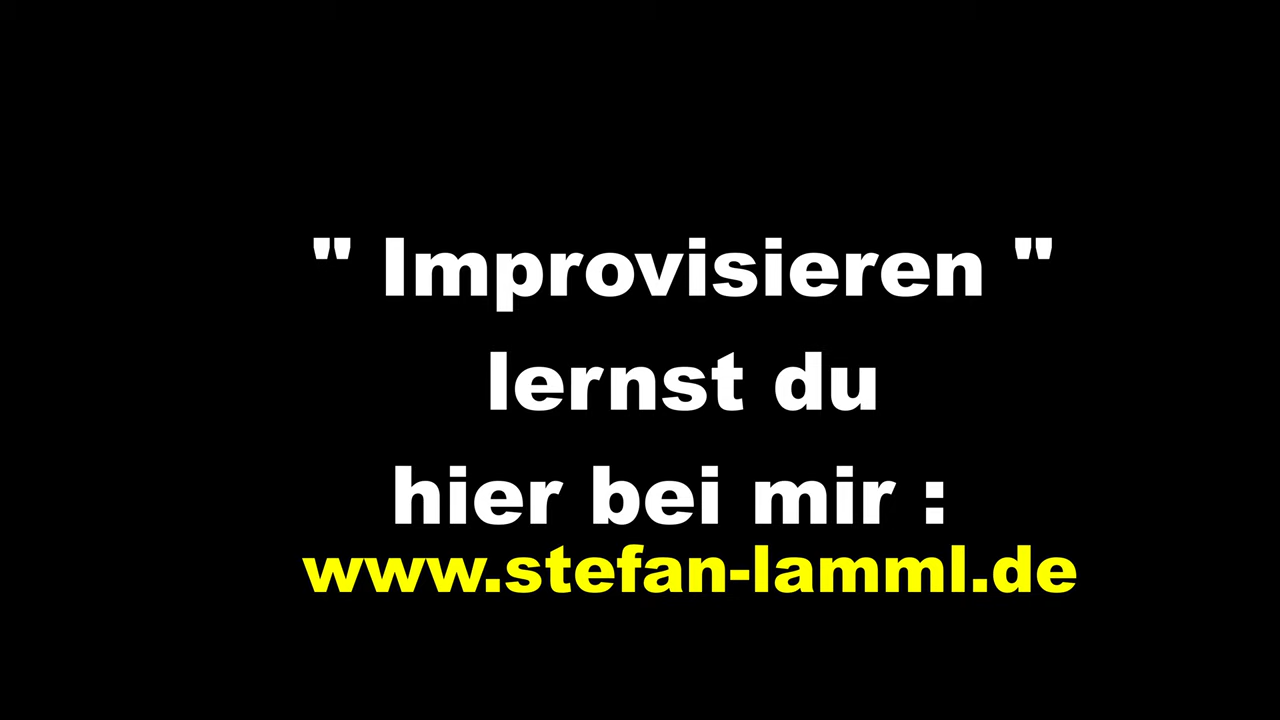 " Improvisieren "
lernst du
hier bei mir :
www.stefan-lamml.de